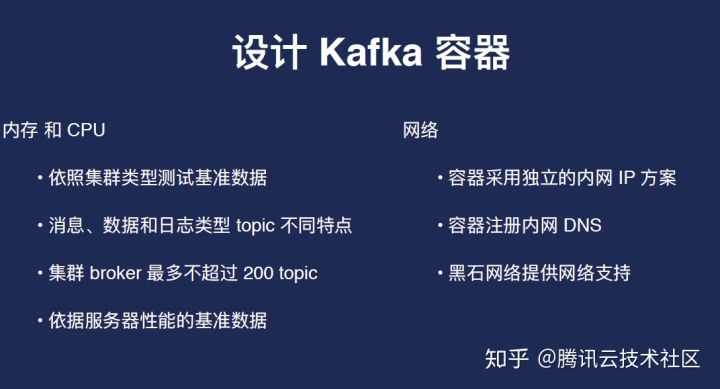 设计 Kafka 容器
内存 和 CPU
• 依照集群类型测试基准数据
• 消息、数据和日志类型 topic 不同特点
• 集群 broker 最多不超过 200 topic
• 依据服务器性能的基准数据
网络
• 容器采用独立的内网 IP 方案
• 容器注册内网 DNS
• 黑石网络提供网络支持
知乎 @腾讯云技术社区